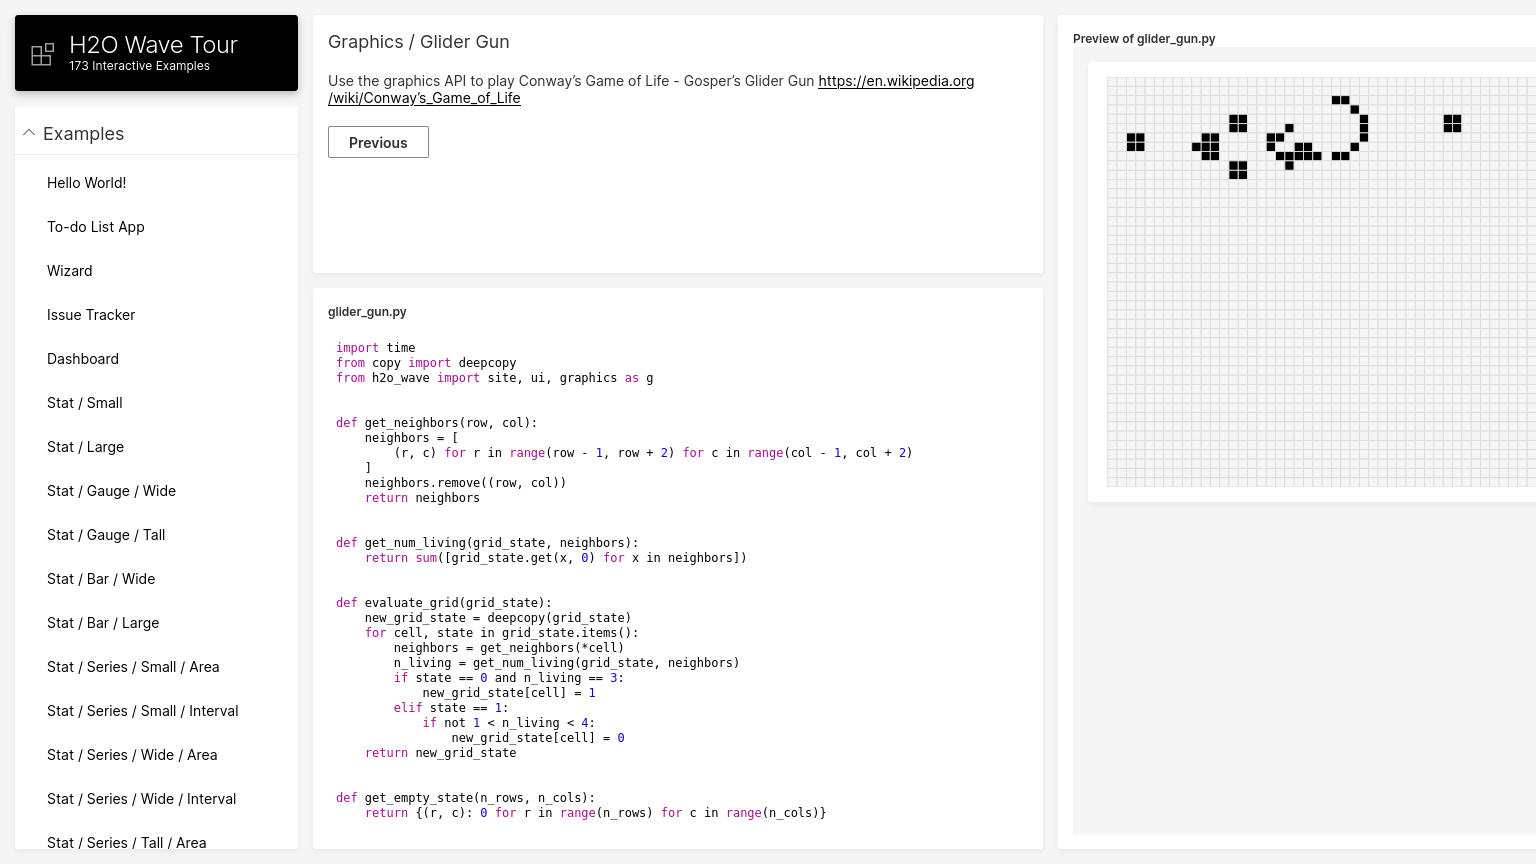 H2O Wave Tour
173 Interactive Examples
Examples
Hello World!
To-do List App
Wizard
Issue Tracker
Dashboard
Stat / Small
Stat / Large
Stat / Gauge / Wide
Stat / Gauge / Tall
Stat / Bar / Wide
Stat / Bar / Large
Stat / Series / Small / Area
Stat / Series / Small / Interval
Stat / Series / Wide / Area
Stat / Series / Wide / Interval
Stat / Series / Tall / Area
Graphics / Glider Gun
Use the graphics API to play Conway’s Game of Life - Gosper’s Glider Gun https://en.wikipedia.org
/wiki/Conway’s_Game_of_Life
Previous
glider_gun.py
import time
from copy import deepcopy
from h2o_wave import site, ui, graphics as g
def get_neighbors(row, col):
    neighbors = [
        (r, c) for r in range(row - 1, row + 2) for c in range(col - 1, col + 2)
    ]
    neighbors.remove((row, col))
    return neighbors
def get_num_living(grid_state, neighbors):
    return sum([grid_state.get(x, 0) for x in neighbors])
def evaluate_grid(grid_state):
    new_grid_state = deepcopy(grid_state)
    for cell, state in grid_state.items():
        neighbors = get_neighbors(*cell)
        n_living = get_num_living(grid_state, neighbors)
        if state == 0 and n_living == 3:
            new_grid_state[cell] = 1
        elif state == 1:
            if not 1 < n_living < 4:
                new_grid_state[cell] = 0
    return new_grid_state
def get_empty_state(n_rows, n_cols):
    return {(r, c): 0 for r in range(n_rows) for c in range(n_cols)}
Preview of glider_gun.py